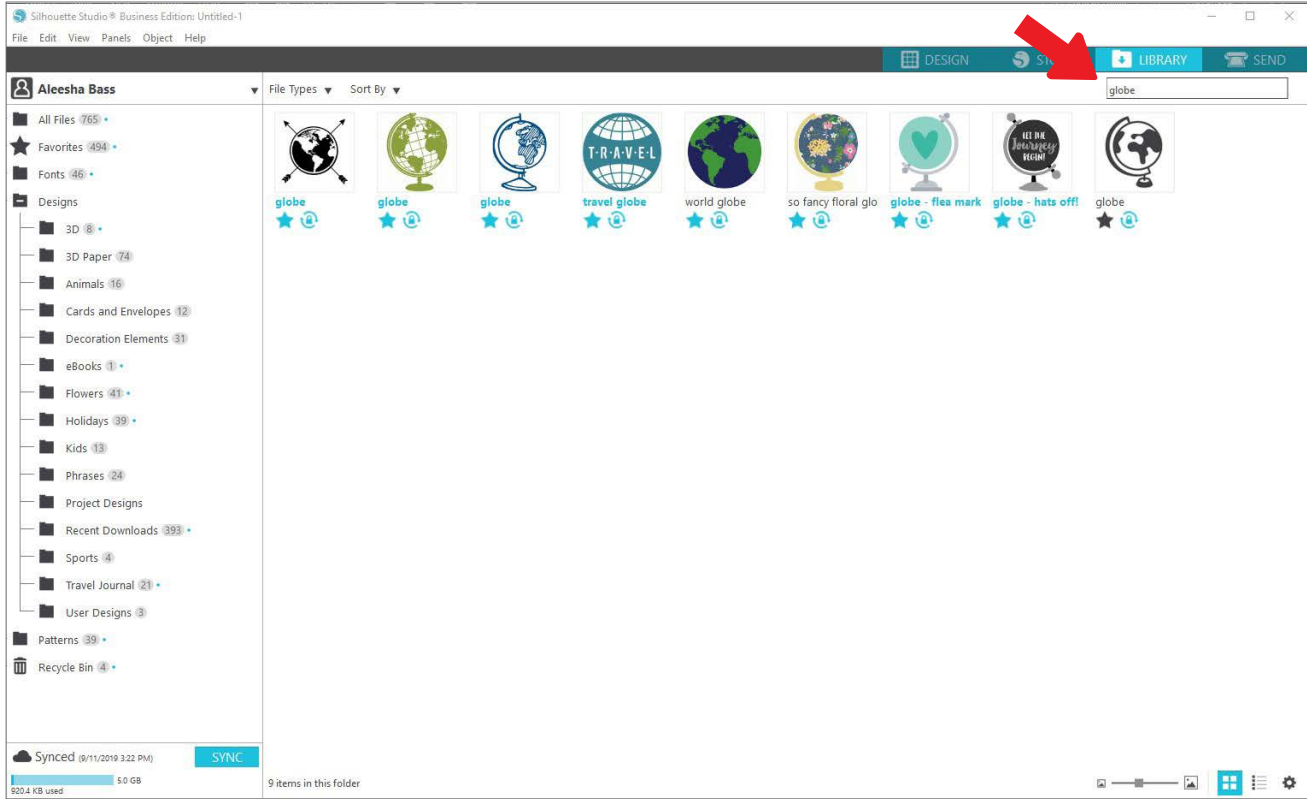 Silhouette Studio® Business Edition: Untitled-1
File Edit View Panels Object Help
DESIGN
LIBRARY
SEND
Aleesha Bass
File Types
Sort By
globe
All Files 765
Favorites 494
Fonts 46
Designs
3D 8
3D Paper 74
Animals 16
Cards and Envelopes 12
Decoration Elements 31
eBooks 1
Flowers 41
Holidays 39
Kids 13
Phrases 24
Project Designs
Recent Downloads 393
Sports 4
Travel Journal 21
User Designs 3
Patterns 39
Recycle Bin 4
T·R·A·V·E·L
LET THE
Journey
BEGIN!
globe
globe
globe
travel globe
world globe
so fancy floral glo
globe - flea mark
globe - hats off!
globe
Synced (9/11/2019 3:22 PM)
SYNC
5.0 GB
920.4 KB used
9 items in this folder